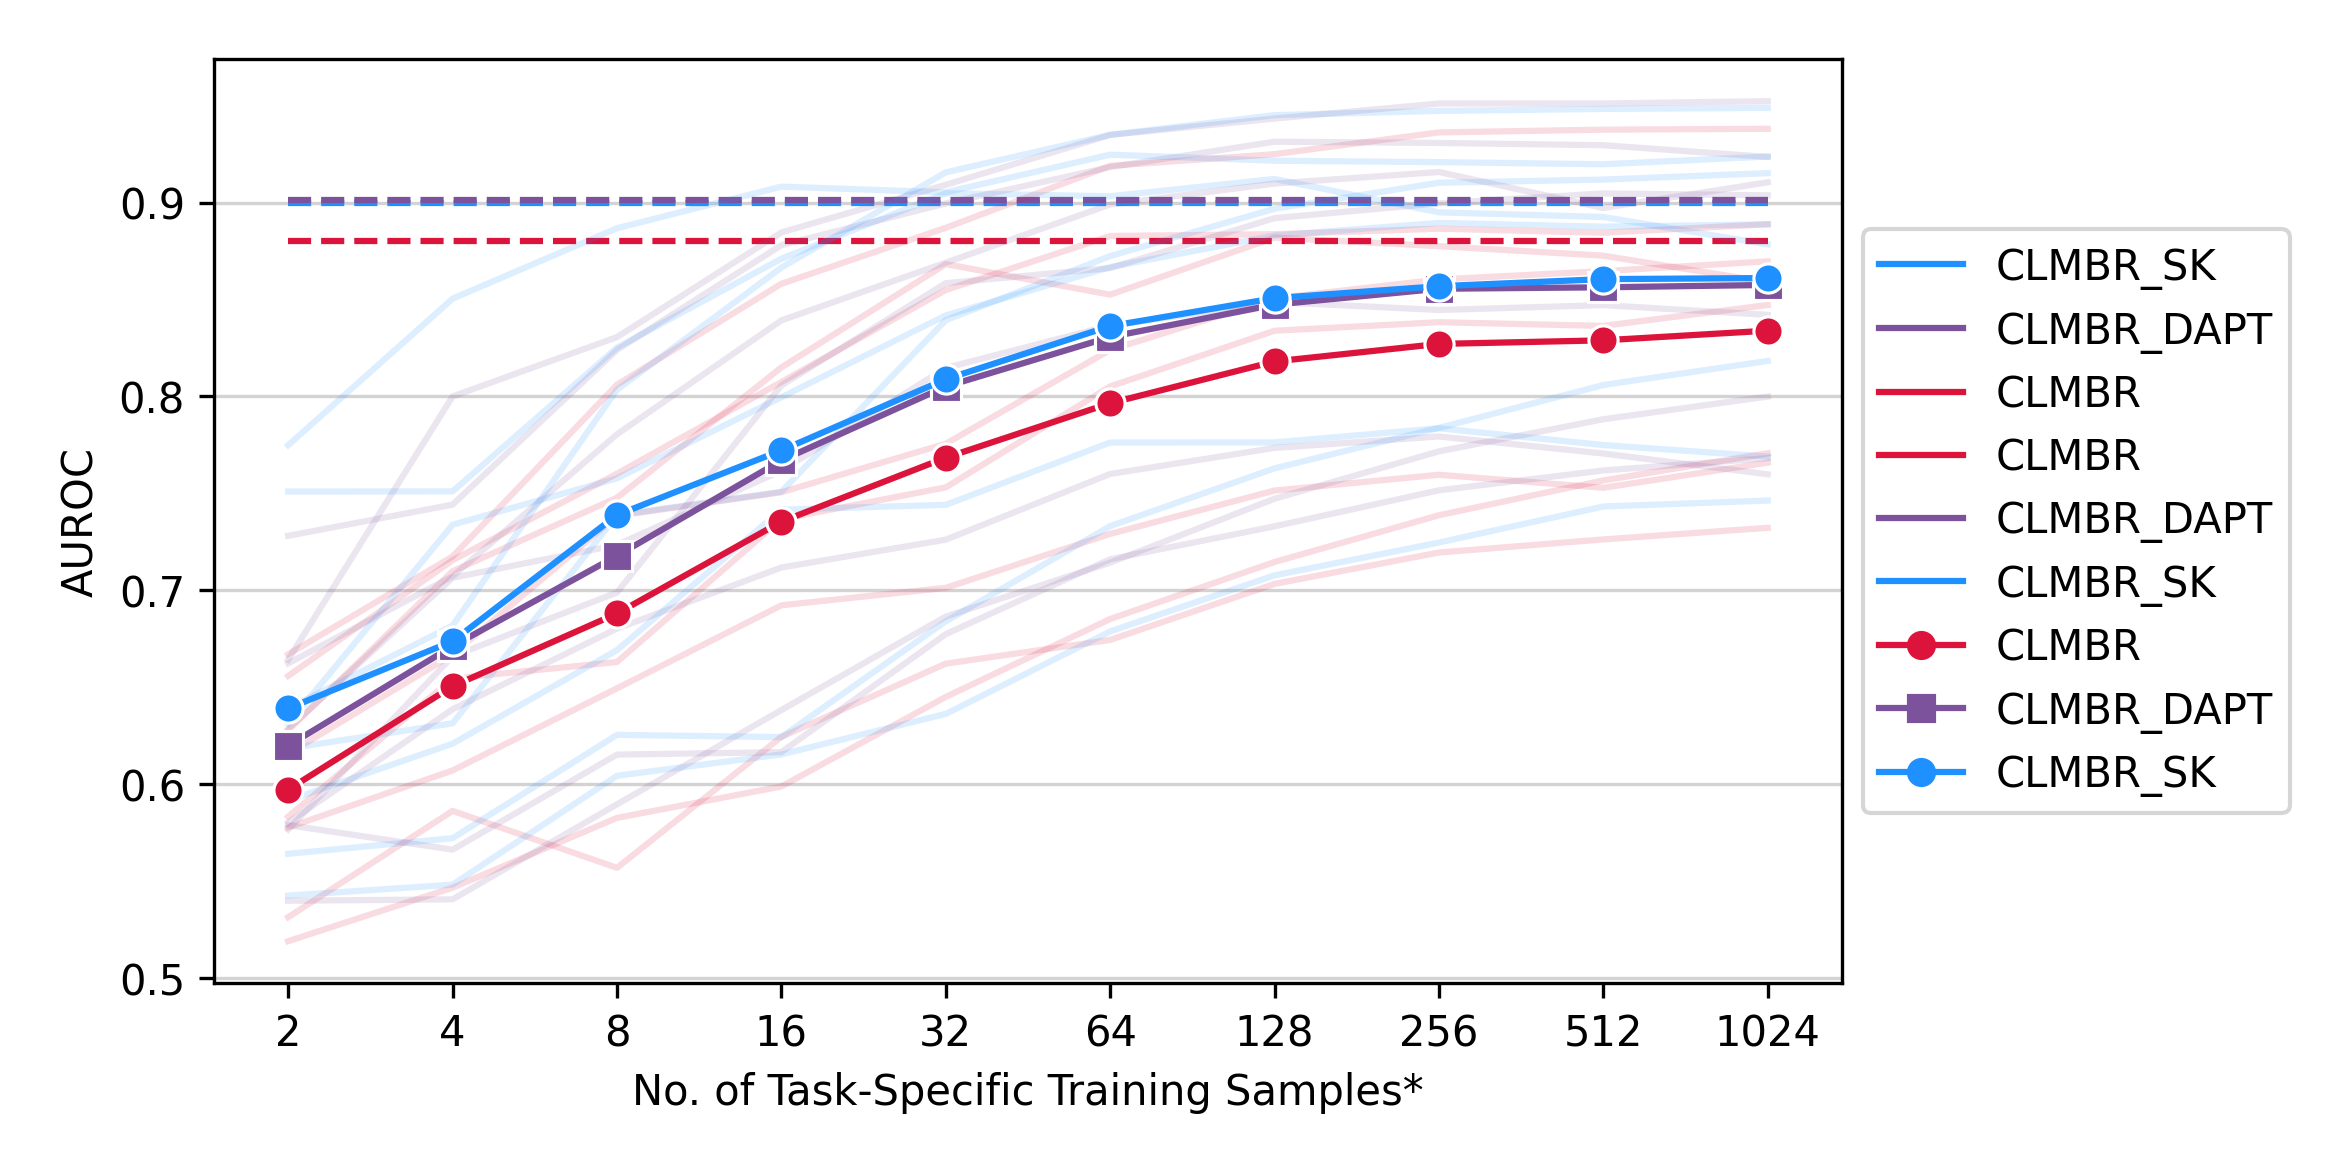 AUROC
0.9
0.8
0.7
0.6
0.5
2 4 8 16 32 64 128 256 512 1024
No. of Task-Specific Training Samples*
CLMBR_SK
CLMBR_DAPT
CLMBR
CLMBR
CLMBR_DAPT
CLMBR_SK
CLMBR
CLMBR_DAPT
CLMBR_SK